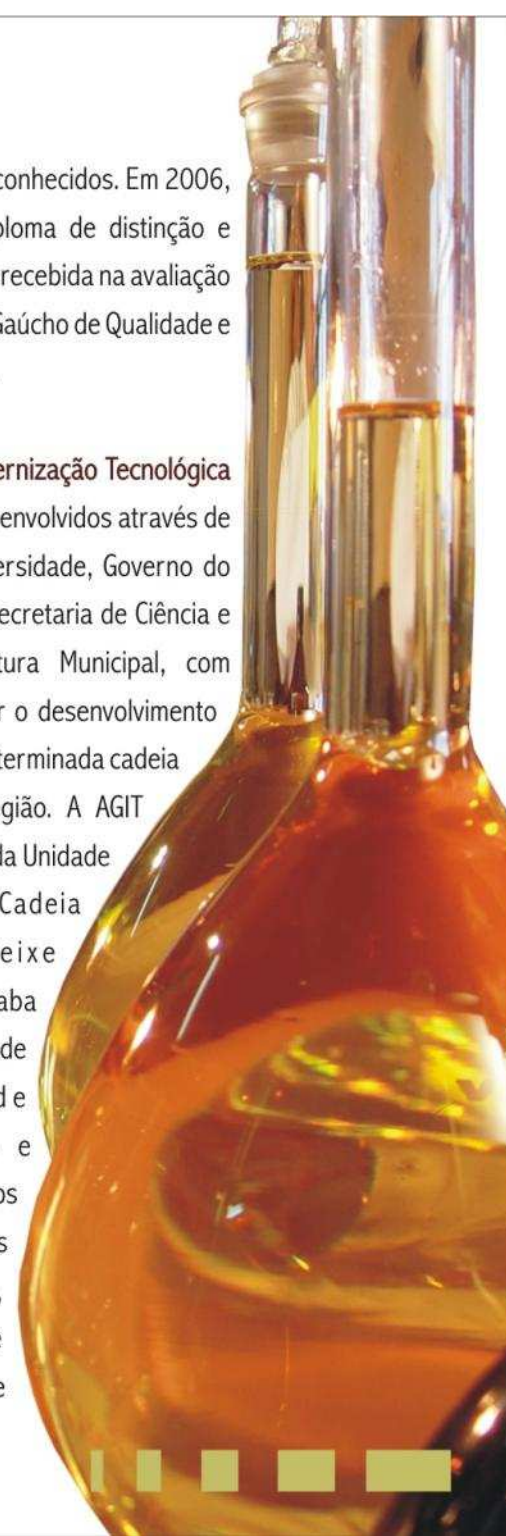 conhecidos. Em 2006,
ploma de distinção e
recebida na avaliação
Gaúcho de Qualidade e
ernização Tecnológica
envolvidos através de
ersidade, Governo do
ecretaria de Ciência e
tura Municipal, com
r o desenvolvimento
terminada cadeia
gião. A AGIT
da Unidade
Cadeia
eixe
aba
de
de
e
os
s
e